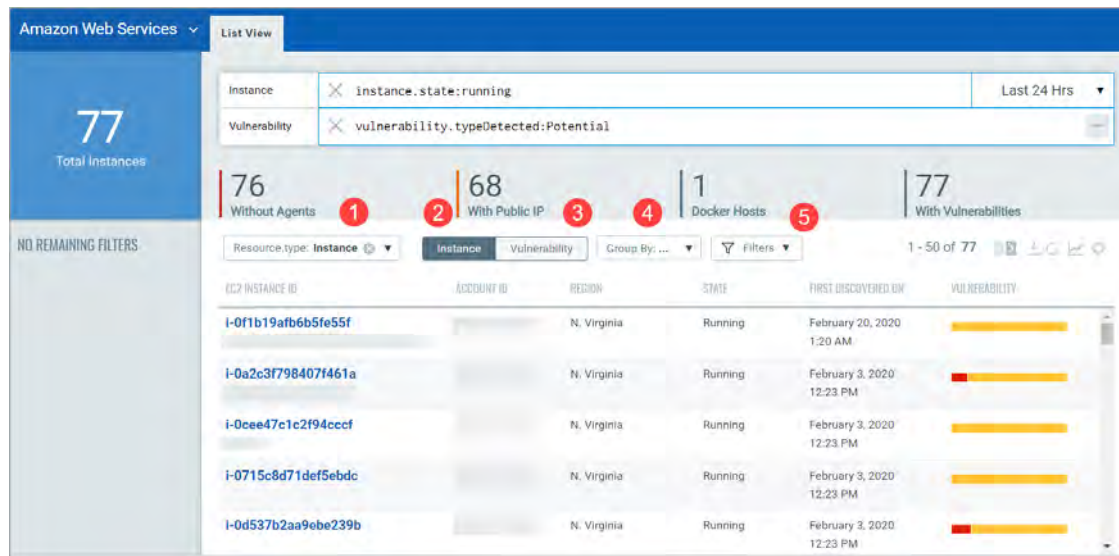 Amazon Web Services
List View
77
Total Instances
Instance
instance.state:running
Last 24 Hrs
Vulnerability
vulnerability.typeDetected:Potential
76
Without Agents
68
With Public IP
1
Docker Hosts
77
With Vulnerabilities
1
2
3
4
5
NO REMAINING FILTERS
Resource type: Instance
Instance
Vulnerability
Group By: ...
Filters
1 - 50 of 77
EC2 INSTANCE ID ACCOUNT ID REGION STATE FIRST DISCOVERED ON VULNERABILITY
i-0f1b19afb6b5fe55f N. Virginia Running February 20, 2020
1:20 AM
i-0a2c3f798407f461a N. Virginia Running February 3, 2020
12:23 PM
i-0cee47c1c2f94cccf N. Virginia Running February 3, 2020
12:23 PM
i-0715c8d71def5ebdc N. Virginia Running February 3, 2020
12:23 PM
i-0d537b2aa9ebe239b N. Virginia Running February 3, 2020
12:23 PM